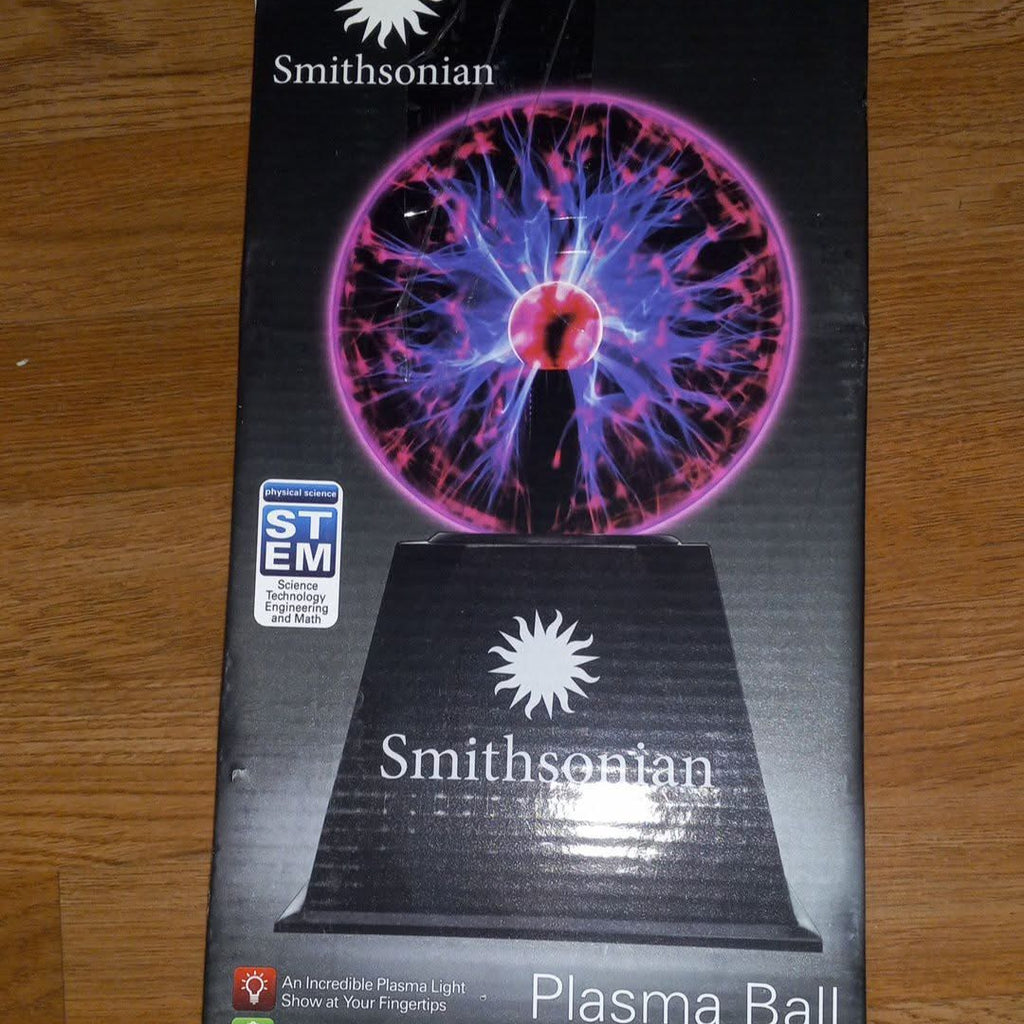 Smithsonian
physical science
ST
EM
Science
Technology
Engineering
and Math
Smithsonian
An Incredible Plasma Light
Show at Your Fingertips
Plasma Ball